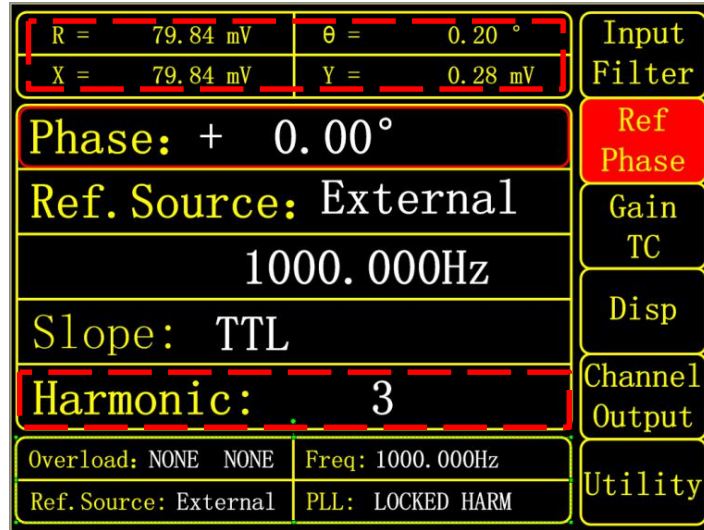 R = 79.84 mV θ = 0.20 °
X = 79.84 mV Y = 0.28 mV
Phase: + 0.00°
Ref.Source: External
1000.000Hz
Slope: TTL
Harmonic: 3
Overload: NONE NONE Freq: 1000.000Hz
Ref.Source: External PLL: LOCKED HARM
Input
Filter
Ref
Phase
Gain
TC
Disp
Channel
Output
Utility